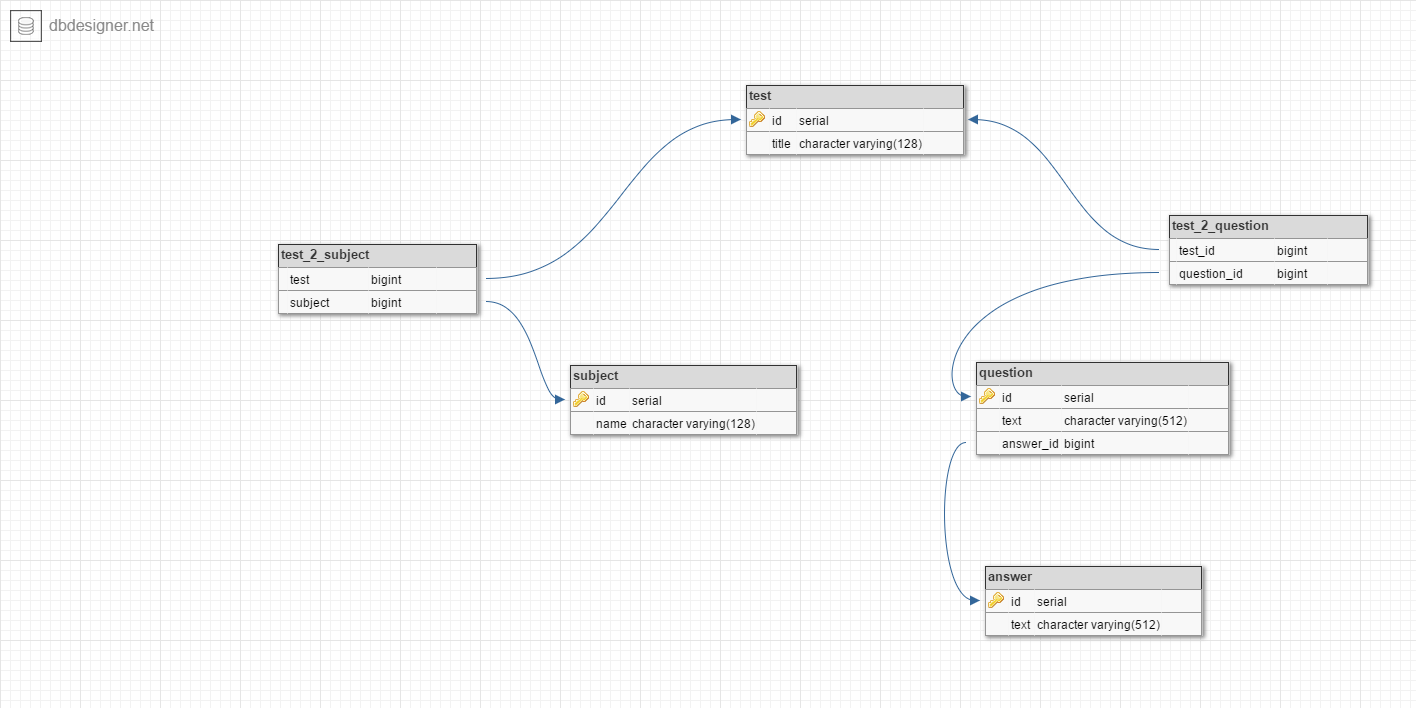 dbdesigner.net
test
id serial
title character varying(128)
test_2_question
test_id bigint
question_id bigint
test_2_subject
test bigint
subject bigint
subject
id serial
name character varying(128)
question
id serial
text character varying(512)
answer_id bigint
answer
id serial
text character varying(512)